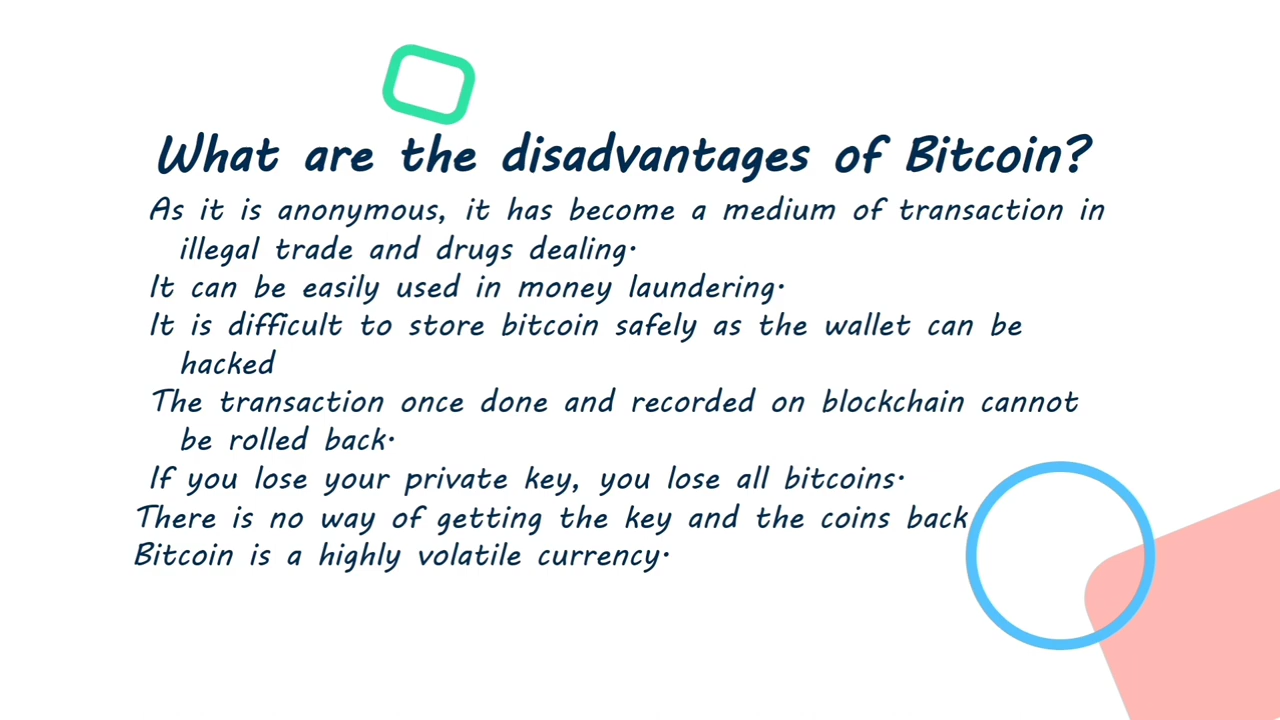 What are the disadvantages of Bitcoin?
As it is anonymous, it has become a medium of transaction in
illegal trade and drugs dealing.
It can be easily used in money laundering.
It is difficult to store bitcoin safely as the wallet can be
hacked
The transaction once done and recorded on blockchain cannot
be rolled back.
If you lose your private key, you lose all bitcoins.
There is no way of getting the key and the coins back
Bitcoin is a highly volatile currency.